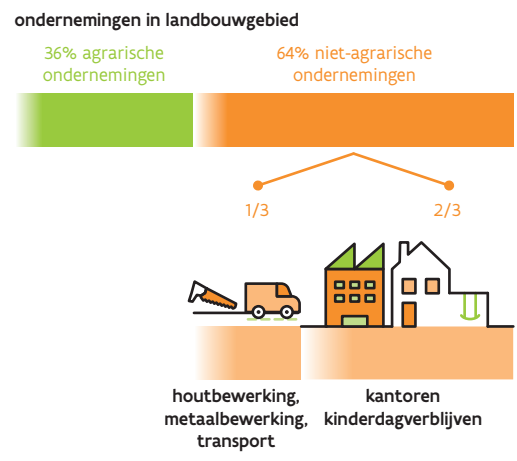 ondernemingen in landbouwgebied
36% agrarische
ondernemingen
64% niet-agrarische
ondernemingen
1/3
2/3
houtbewerking,
metaalbewerking,
transport
kantoren
kinderdagverblijven